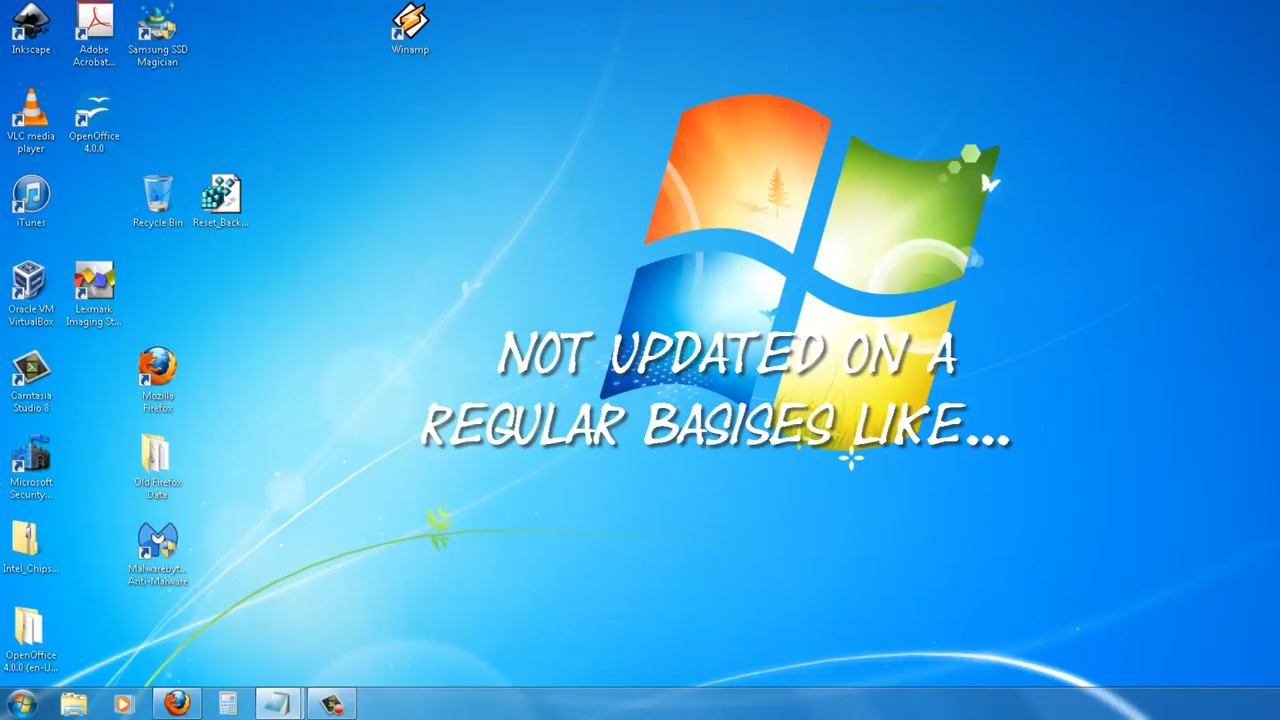 Inkscape
Adobe
Acrobat...
Samsung SSD
Magician
Winamp
VLC media
player
OpenOffice
4.0.0
iTunes
Recycle Bin
Reset_Back...
Oracle VM
VirtualBox
Lexmark
Imaging St...
NOT UPDATED ON A
REGULAR BASISES LIKE...
Camtasia
Studio 8
Mozilla
Firefox
Microsoft
Security...
Old Firefox
Data
Intel_Chips...
Malwarebyt...
Anti-Malware
OpenOffice
4.0.0 (en-U...